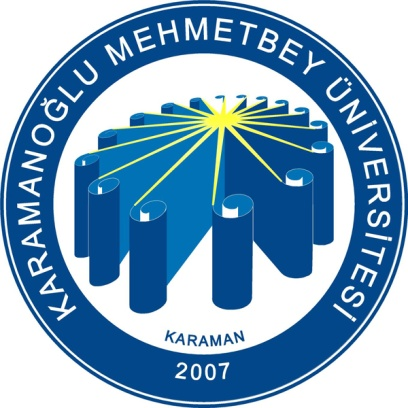 KARAMANOĞLU MEHMETBEY ÜNİVERSİTESİ
KARAMAN
2007